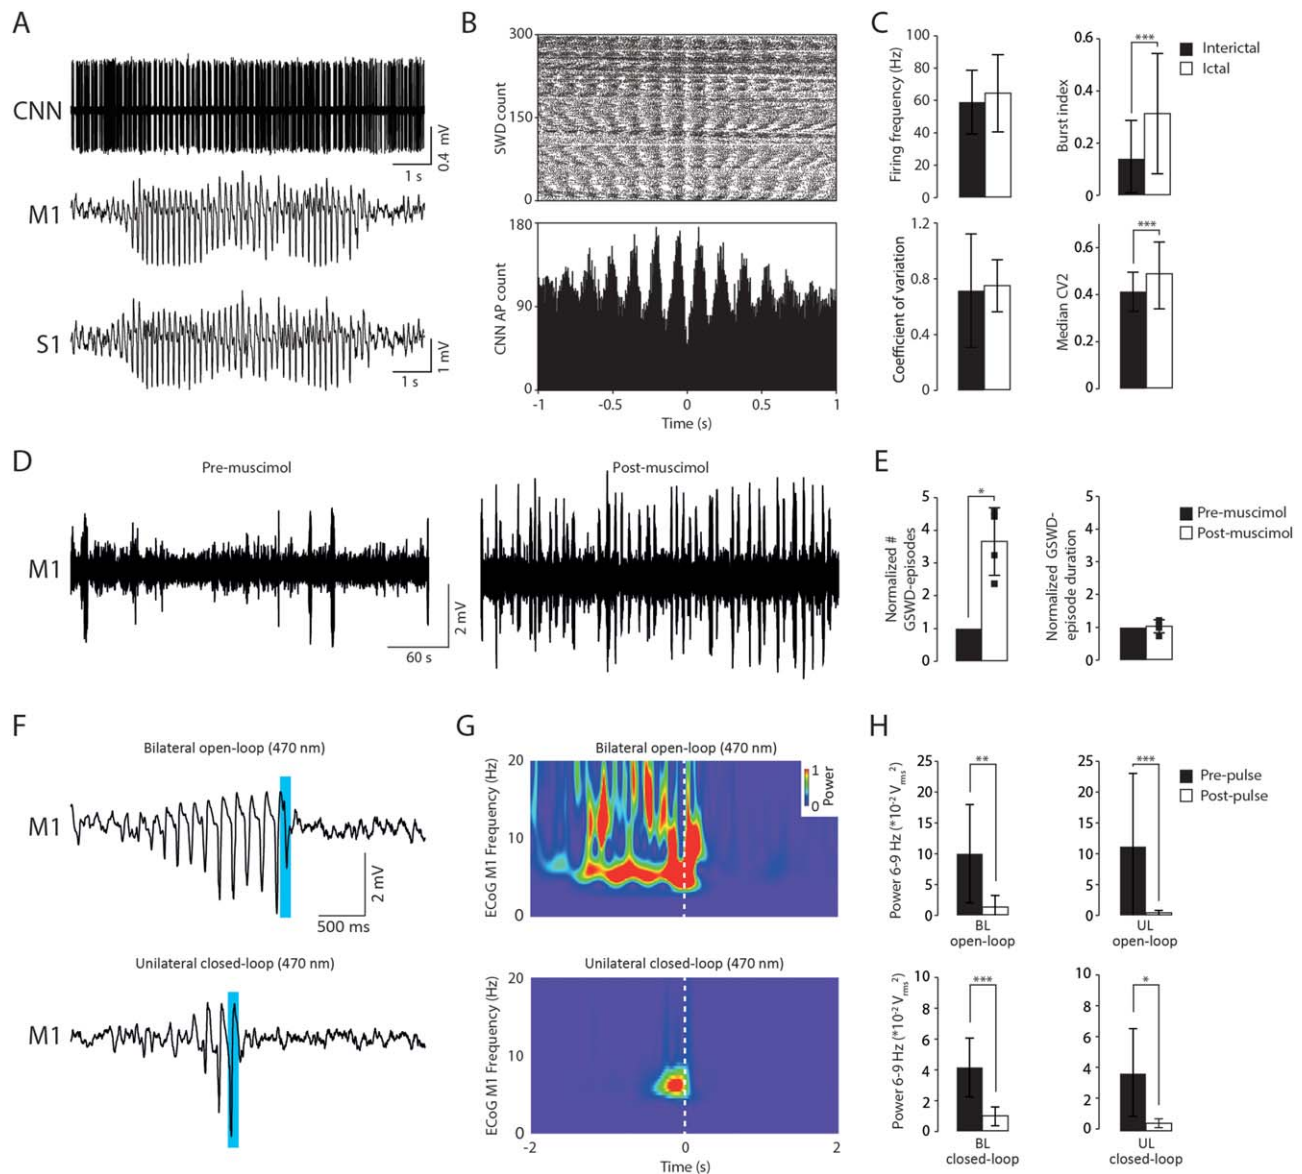 A
CNN
0.4 mV
1 s
M1
S1
1 mV
1 s
B
SWD count
300
150
0
CNN AP count
180
90
0
-1
-0.5
0
0.5
1
Time (s)
C
Firing frequency (Hz)
100
80
60
40
20
0
Burst index
0.6
0.4
0.2
0
***
Interictal
Ictal
Coefficient of variation
1.2
0.8
0.4
0
Median CV2
0.6
0.4
0.2
0
***
D
Pre-muscimol
Post-muscimol
M1
2 mV
60 s
E
Normalized #
GSWD-episodes
5
4
3
2
1
0
*
Normalized GSWD-
episode duration
5
4
3
2
1
0
Pre-muscimol
Post-muscimol
F
Bilateral open-loop (470 nm)
M1
2 mV
500 ms
Unilateral closed-loop (470 nm)
M1
G
Bilateral open-loop (470 nm)
ECoG M1 Frequency (Hz)
20
10
0
1
0
Power
Unilateral closed-loop (470 nm)
ECoG M1 Frequency (Hz)
20
10
0
-2
0
2
Time (s)
H
Power 6-9 Hz (*10-2 Vrms2)
25
20
15
10
5
0
**
BL
open-loop
25
20
15
10
5
0
***
UL
open-loop
Pre-pulse
Post-pulse
Power 6-9 Hz (*10-2 Vrms2)
10
8
6
4
2
0
***
BL
closed-loop
10
8
6
4
2
0
*
UL
closed-loop